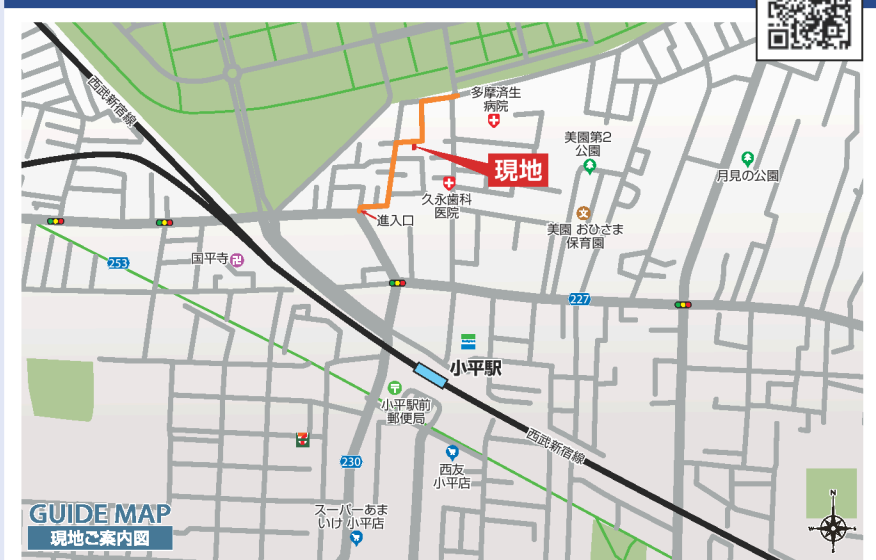 西武新宿線
多摩済生
病院
美園第2
公園
月見の公園
現地
久永歯科
医院
進入口
美園 おひさま
保育園
文
国平寺
卍
253
227
小平駅
〒
小平駅前
郵便局
西武新宿線
230
西友
小平店
スーパーあま
いけ 小平店
7
GUIDE MAP
現地ご案内図
N
W
E
S